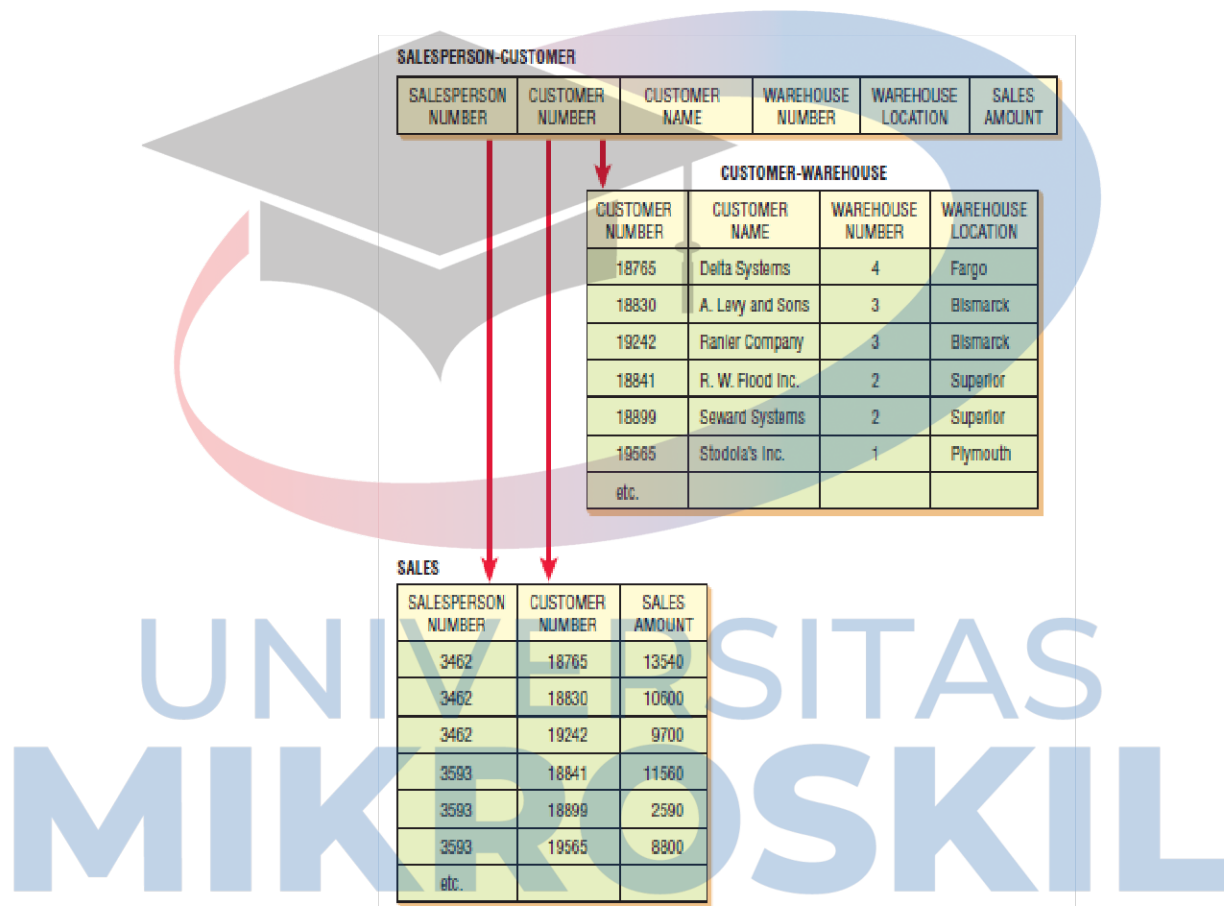 SALESPERSON-CUSTOMER
SALESPERSON NUMBER CUSTOMER NUMBER CUSTOMER NAME WAREHOUSE NUMBER WAREHOUSE LOCATION SALES AMOUNT
CUSTOMER-WAREHOUSE
CUSTOMER NUMBER CUSTOMER NAME WAREHOUSE NUMBER WAREHOUSE LOCATION
18765 Delta Systems 4 Fargo
18830 A. Levy and Sons 3 Bismarck
19242 Ranier Company 3 Bismarck
18841 R. W. Flood Inc. 2 Superior
18899 Seward Systems 2 Superior
19565 Stodola's Inc. 1 Plymouth
etc.
SALES
SALESPERSON NUMBER CUSTOMER NUMBER SALES AMOUNT
3462 18765 13540
3462 18830 10600
3462 19242 9700
3593 18841 11560
3593 18899 2590
3593 19565 8800
etc.
UNIVERSITAS
MIKROSKIL